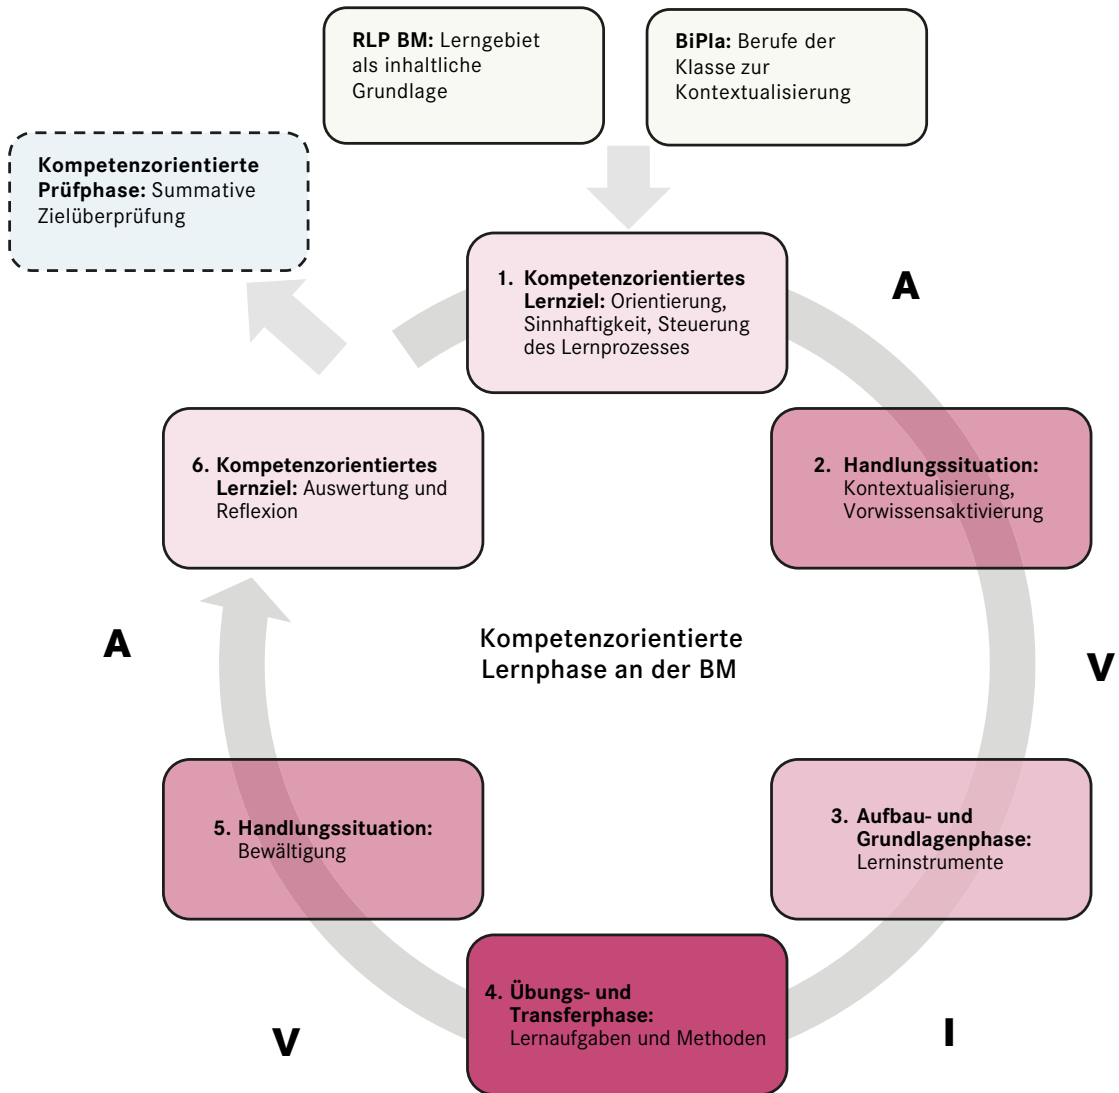 RLP BM: Lerngebiet
als inhaltliche
Grundlage
BiPla: Berufe der
Klasse zur
Kontextualisierung
Kompetenzorientierte
Prüfphase: Summative
Zielüberprüfung
1. Kompetenzorientiertes
Lernziel: Orientierung,
Sinnhaftigkeit, Steuerung
des Lernprozesses
A
2. Handlungssituation:
Kontextualisierung,
Vorwissensaktivierung
V
3. Aufbau- und
Grundlagenphase:
Lerninstrumente
I
4. Übungs- und
Transferphase:
Lernaufgaben und Methoden
V
5. Handlungssituation:
Bewältigung
A
6. Kompetenzorientiertes
Lernziel: Auswertung und
Reflexion
Kompetenzorientierte
Lernphase an der BM